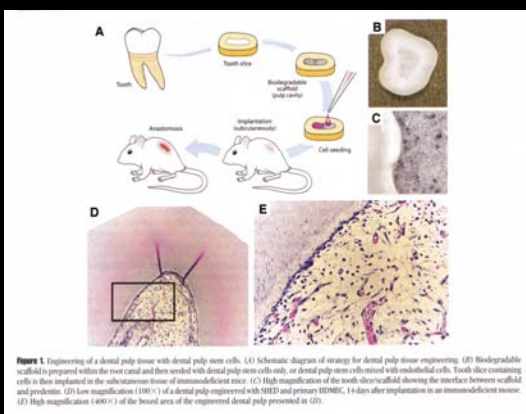 A
Tooth
Tooth slice
Biodegradable
scaffold
(pulp cavity)
Cell seeding
Implantation
(subcutaneously)
Anastomosis
B
C
D
E
Figure 1. Engineering of a dental pulp tissue with dental pulp stem cells. (A) Schematic diagram of strategy for dental pulp tissue engineering. (B) Biodegradable
scaffold is prepared within the root canal and then seeded with dental pulp stem cells only, or dental pulp stem cells mixed with endothelial cells. Tooth slice containing
cells is then implanted in the subcutaneous tissue of immunodeficient mice. (C) High magnification of the tooth slice/scaffold showing the interface between scaffold
and predentin. (D) Low magnification (100×) of a dental pulp engineered with SHED and primary HDMEC, 14 days after implantation in an immunodeficient mouse.
(E) High magnification (400×) of the boxed area of the engineered dental pulp presented in (D).